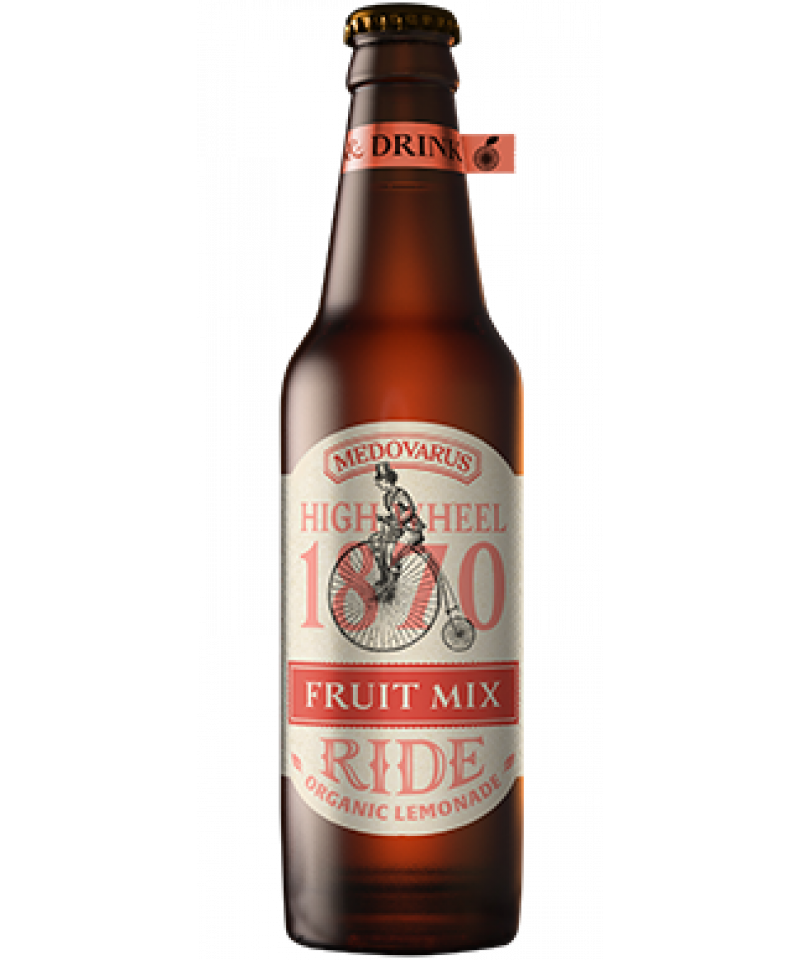 & DRINK
MEDOVARUS
HIGH WHEEL
1870
FRUIT MIX
RIDE
ORGANIC LEMONADE